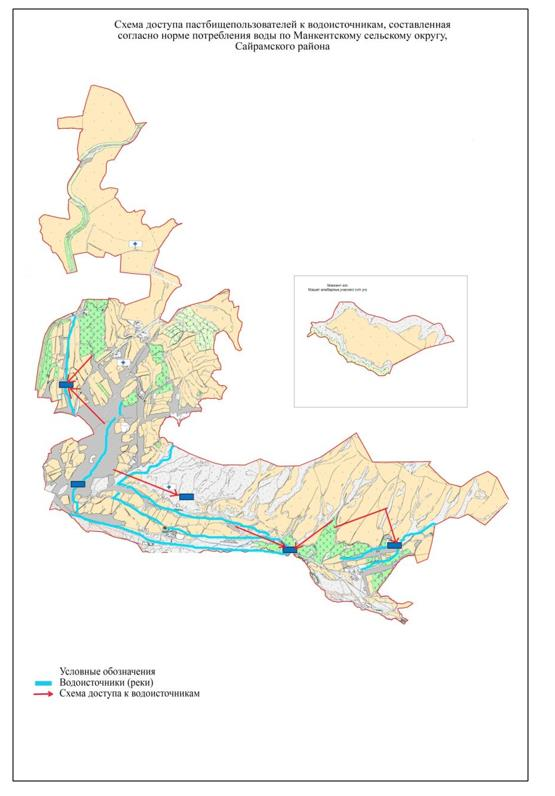 Схема доступа пастбищепользователей к водоисточникам, составленная
согласно норме потребления воды по Манкентскому сельскому округу,
Сайрамского района
Условные обозначения
Водоисточники (реки)
Схема доступа к водоисточникам